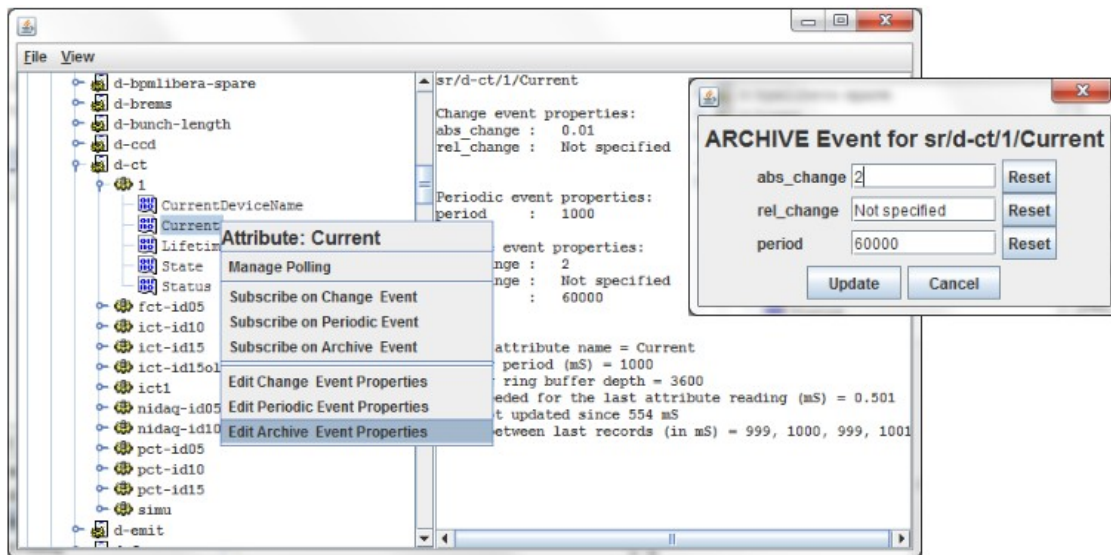 File View
d-bpmlibera-spare
d-brems
d-bunch-length
d-ccd
d-ct
1
CurrentDeviceName
Current
Lifetim
State
Status
fct-id05
ict-id10
ict-id15
ict-id15ol
ict1
nidaq-id05
nidaq-id10
pct-id05
pct-id10
pct-id15
simu
d-emit
Attribute: Current
Manage Polling
Subscribe on Change Event
Subscribe on Periodic Event
Subscribe on Archive Event
Edit Change Event Properties
Edit Periodic Event Properties
Edit Archive Event Properties
sr/d-ct/1/Current
Change event properties:
abs_change : 0.01
rel_change : Not specified
Periodic event properties:
period : 1000
event properties:
nge : 2
nge : Not specified
: 60000
attribute name = Current
period (mS) = 1000
ring buffer depth = 3600
eded for the last attribute reading (mS) = 0.501
t updated since 554 mS
etween last records (in mS) = 999, 1000, 999, 1001
ARCHIVE Event for sr/d-ct/1/Current
abs_change 2 Reset
rel_change Not specified Reset
period 60000 Reset
Update Cancel